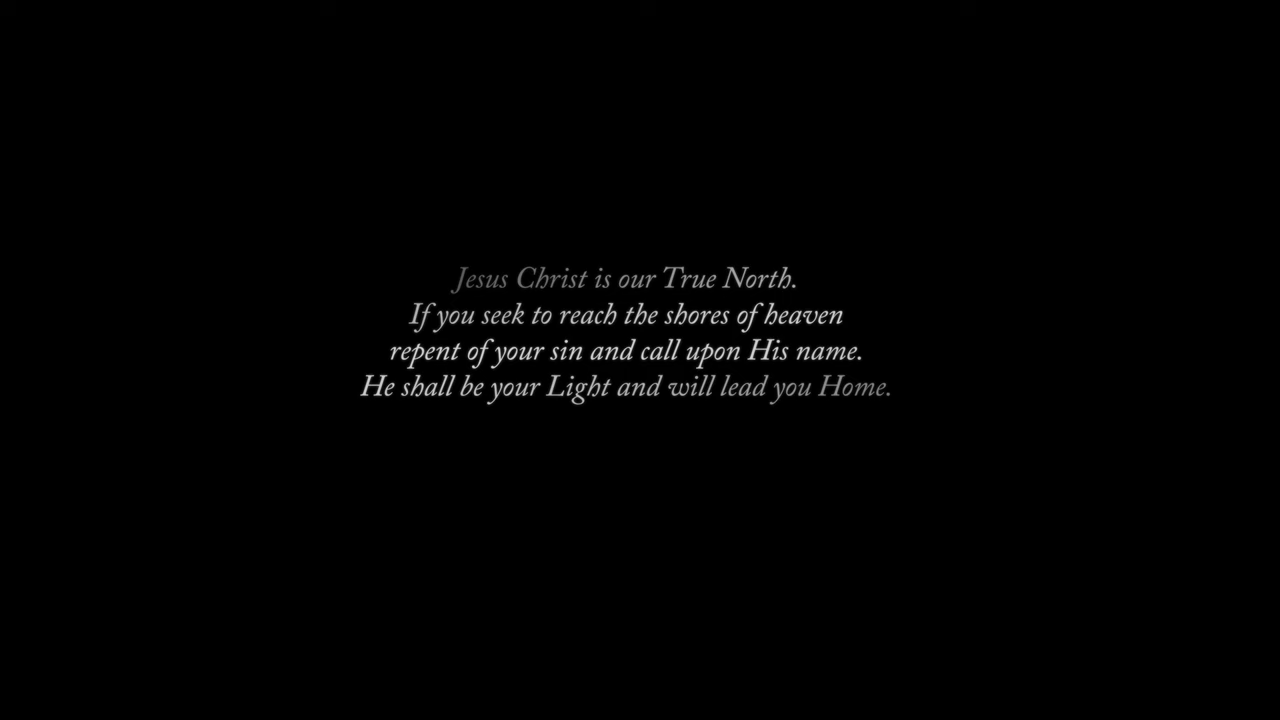 Jesus Christ is our True North.
If you seek to reach the shores of heaven
repent of your sin and call upon His name.
He shall be your Light and will lead you Home.